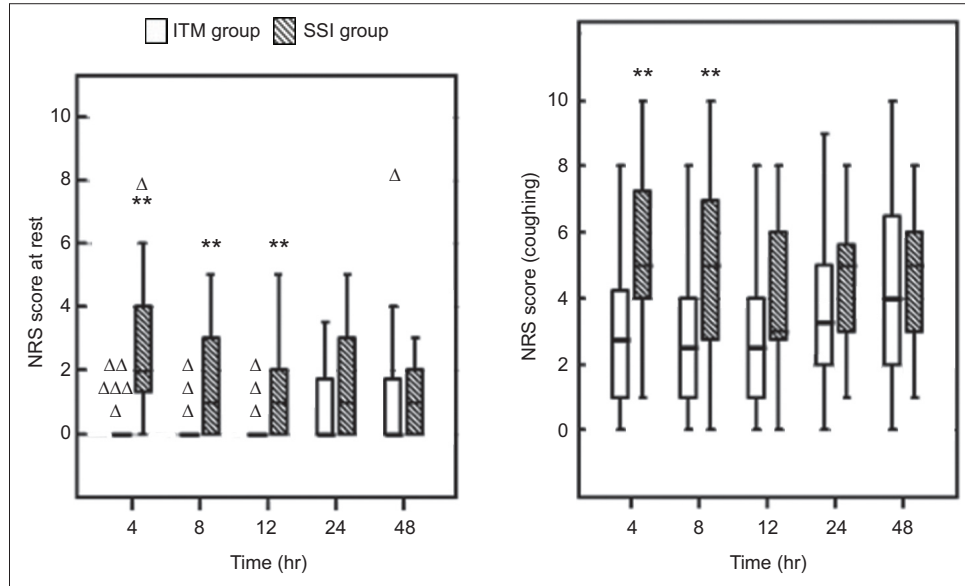 ITM group SSI group
NRS score at rest
10
8
6
4
2
0
Δ
**
**
**
Δ
ΔΔ
ΔΔΔ
Δ
Δ
Δ
Δ
Δ
Δ
Δ
4 8 12 24 48
Time (hr)
NRS score (coughing)
10
8
6
4
2
0
** **
4 8 12 24 48
Time (hr)